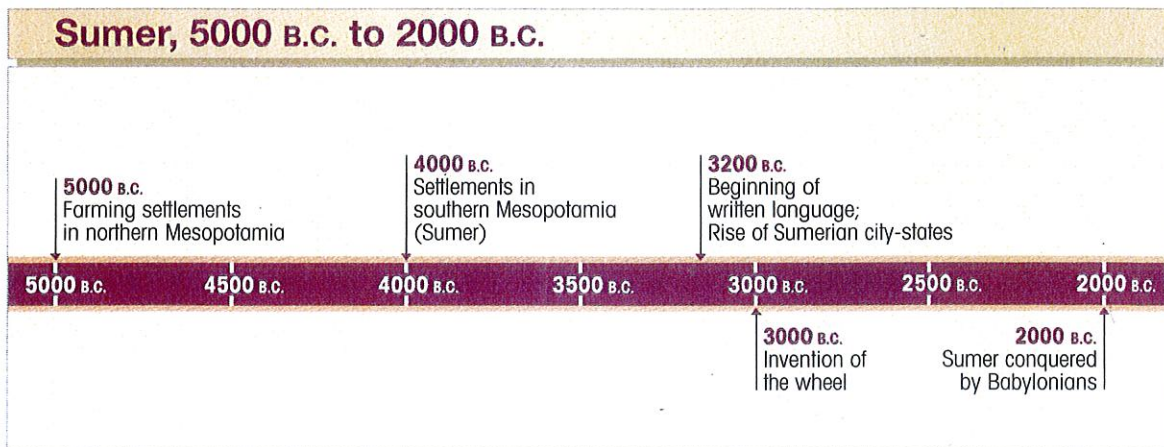 Sumer, 5000 B.C. to 2000 B.C.
5000 B.C.
Farming settlements
in northern Mesopotamia
4000 B.C.
Settlements in
southern Mesopotamia
(Sumer)
3200 B.C.
Beginning of
written language;
Rise of Sumerian city-states
5000 B.C. 4500 B.C. 4000 B.C. 3500 B.C. 3000 B.C. 2500 B.C. 2000 B.C.
3000 B.C.
Invention of
the wheel
2000 B.C.
Sumer conquered
by Babylonians